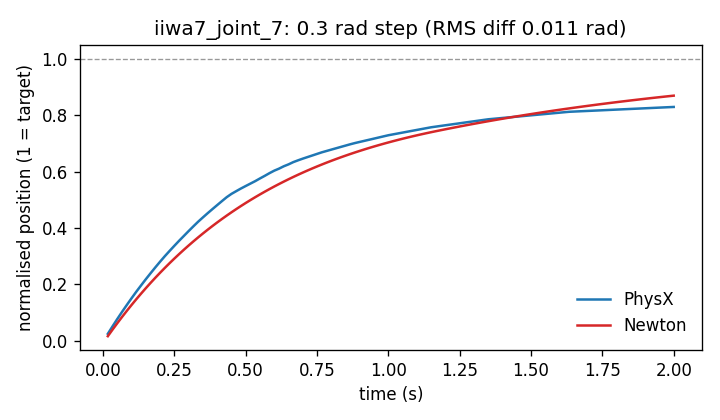 iiwa7_joint_7: 0.3 rad step (RMS diff 0.011 rad)
normalised position (1 = target)
1.0
0.8
0.6
0.4
0.2
0.0
PhysX
Newton
0.00 0.25 0.50 0.75 1.00 1.25 1.50 1.75 2.00
time (s)